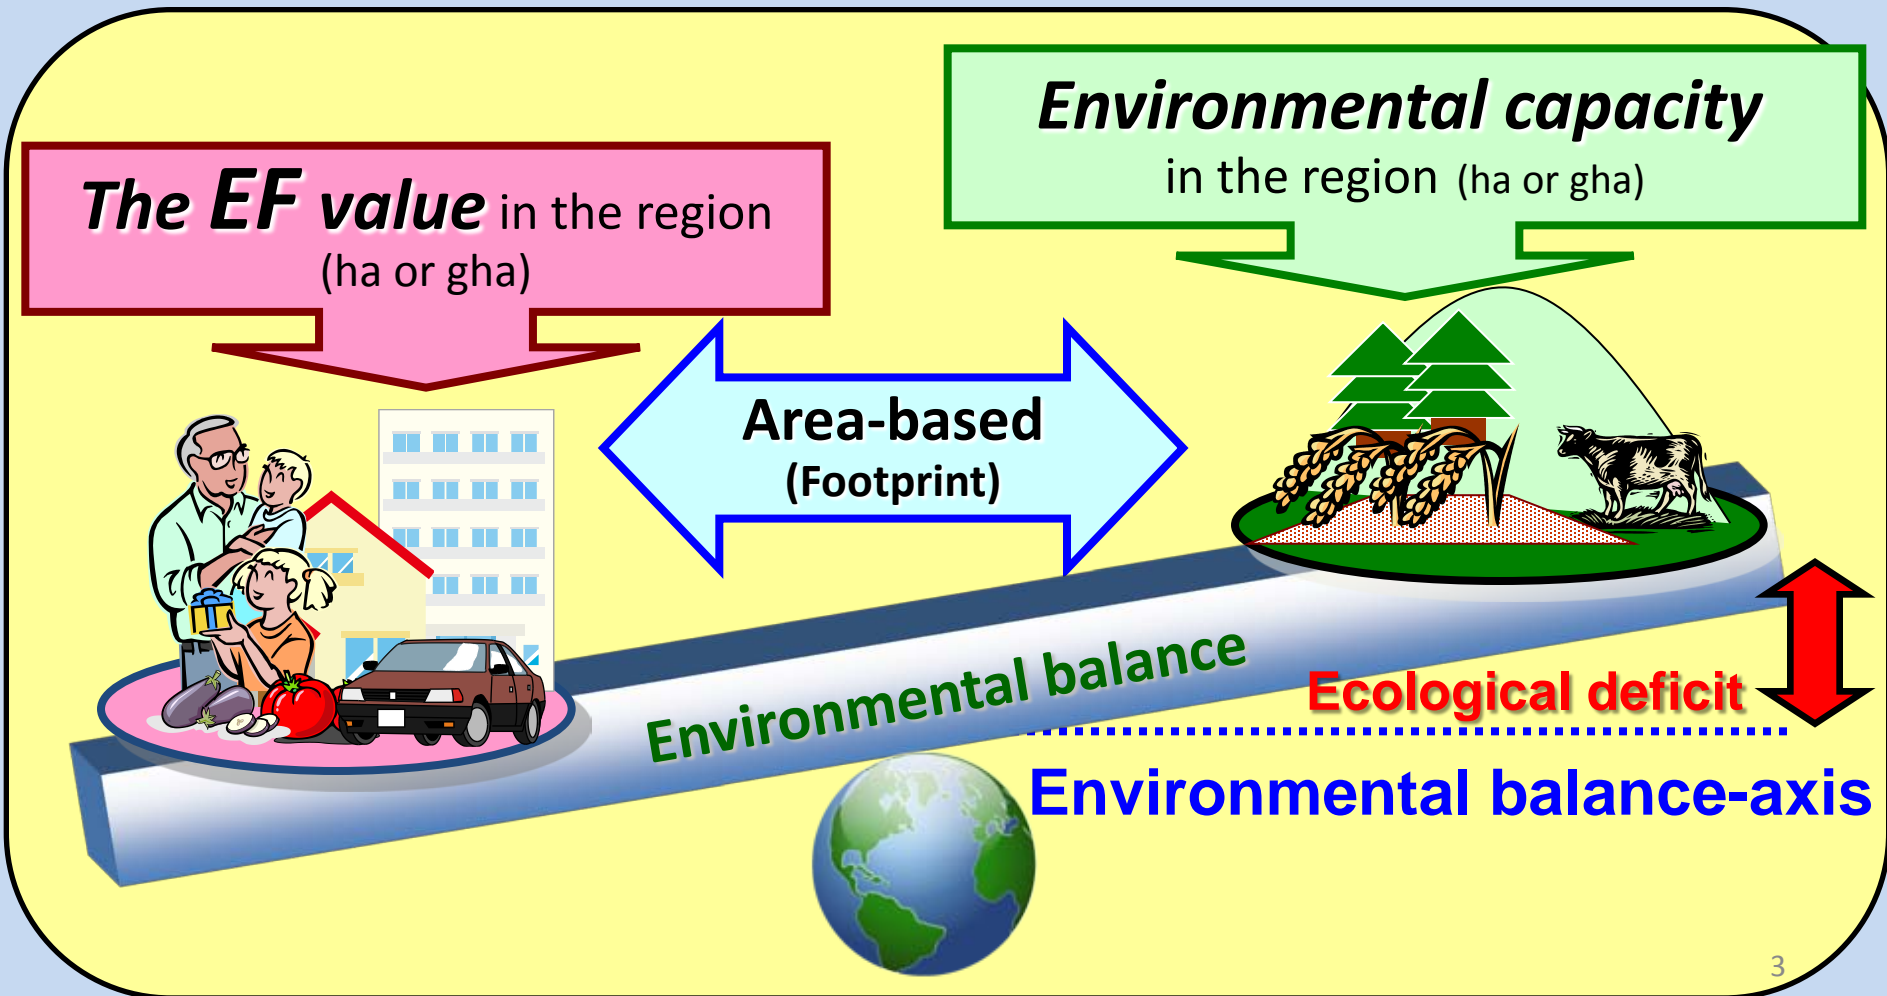 Environmental capacity
in the region (ha or gha)
The EF value in the region
(ha or gha)
Area-based
(Footprint)
Environmental balance
Ecological deficit
Environmental balance-axis
3